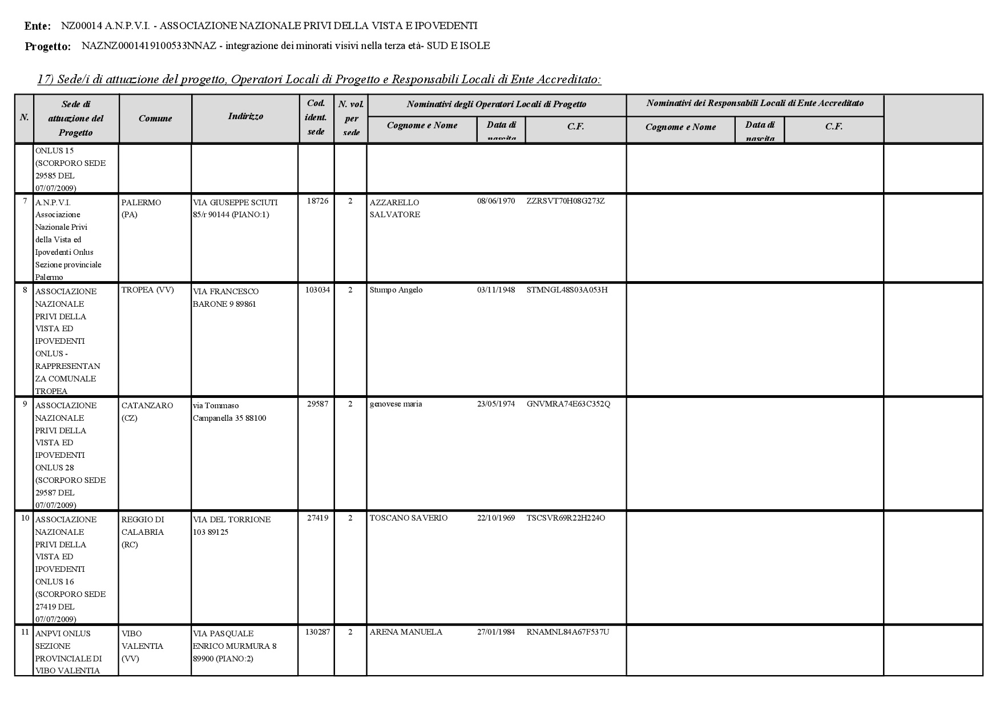 Ente: NZ00014 A.N.P.V.I. - ASSOCIAZIONE NAZIONALE PRIVI DELLA VISTA E IPOVEDENTI
Progetto: NAZNZ0001419100533NNAZ - integrazione dei minorati visivi nella terza età- SUD E ISOLE
17) Sede/i di attuazione del progetto, Operatori Locali di Progetto e Responsabili Locali di Ente Accreditato:
N.
Sede di
attuazione del
Progetto
Comune
Indirizzo
Cod.
ident.
sede
N. vol.
per
sede
Nominativi degli Operatori Locali di Progetto
Cognome e Nome
Data di
nascita
C.F.
Nominativi dei Responsabili Locali di Ente Accreditato
Cognome e Nome
Data di
nascita
C.F.
ONLUS 15
(SCORPORO SEDE
29585 DEL
07/07/2009)
7
A.N.P.V.I.
Associazione
Nazionale Privi
della Vista ed
Ipovedenti Onlus
Sezione provinciale
Palermo
PALERMO
(PA)
VIA GIUSEPPE SCIUTI
85/r 90144 (PIANO:1)
18726
2
AZZARELLO
SALVATORE
08/06/1970
ZZRSVT70H08G273Z
8
ASSOCIAZIONE
NAZIONALE
PRIVI DELLA
VISTA ED
IPOVEDENTI
ONLUS -
RAPPRESENTAN
ZA COMUNALE
TROPEA
TROPEA (VV)
VIA FRANCESCO
BARONE 9 89861
103034
2
Stumpo Angelo
03/11/1948
STMNGL48S03A053H
9
ASSOCIAZIONE
NAZIONALE
PRIVI DELLA
VISTA ED
IPOVEDENTI
ONLUS 28
(SCORPORO SEDE
29587 DEL
07/07/2009)
CATANZARO
(CZ)
via Tommaso
Campanella 35 88100
29587
2
genovese maria
23/05/1974
GNVMRA74E63C352Q
10
ASSOCIAZIONE
NAZIONALE
PRIVI DELLA
VISTA ED
IPOVEDENTI
ONLUS 16
(SCORPORO SEDE
27419 DEL
07/07/2009)
REGGIO DI
CALABRIA
(RC)
VIA DEL TORRIONE
103 89125
27419
2
TOSCANO SAVERIO
22/10/1969
TSCSVR69R22H224O
11
ANPVI ONLUS
SEZIONE
PROVINCIALE DI
VIBO VALENTIA
VIBO
VALENTIA
(VV)
VIA PASQUALE
ENRICO MURMURA 8
89900 (PIANO:2)
130287
2
ARENA MANUELA
27/01/1984
RNAMNL84A67F537U